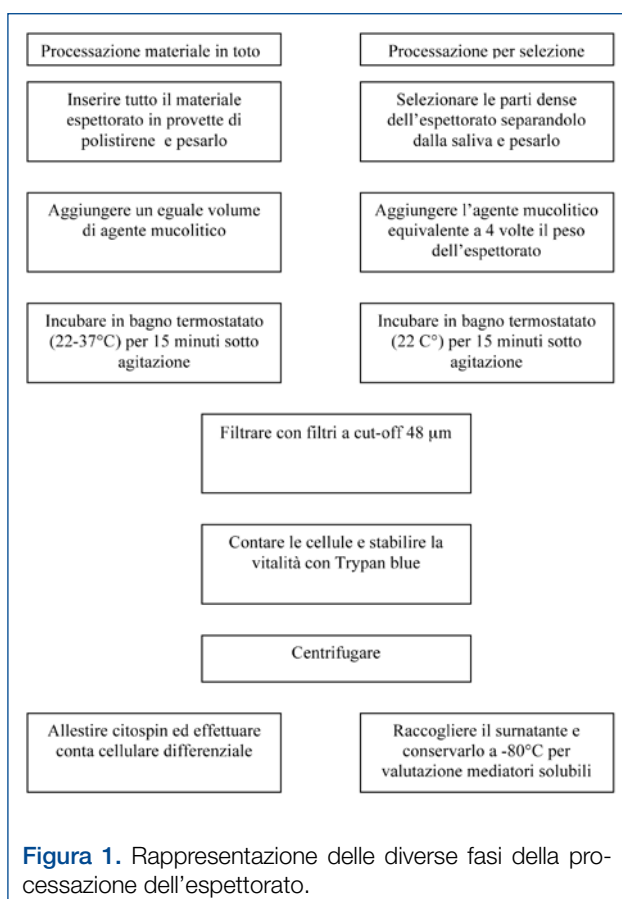 Processazione materiale in toto
Processazione per selezione
Inserire tutto il materiale
espettorato in provette di
polistirene e pesarlo
Selezionare le parti dense
dell'espettorato separandolo
dalla saliva e pesarlo
Aggiungere un eguale volume
di agente mucolitico
Aggiungere l'agente mucolitico
equivalente a 4 volte il peso
dell'espettorato
Incubare in bagno termostatato
(22-37°C) per 15 minuti sotto
agitazione
Incubare in bagno termostatato
(22 C°) per 15 minuti sotto
agitazione
Filtrare con filtri a cut-off 48 µm
Contare le cellule e stabilire la
vitalità con Trypan blue
Centrifugare
Allestire citospin ed effettuare
conta cellulare differenziale
Raccogliere il surnatante e
conservarlo a -80°C per
valutazione mediatori solubili
Figura 1. Rappresentazione delle diverse fasi della pro-
cessazione dell'espettorato.